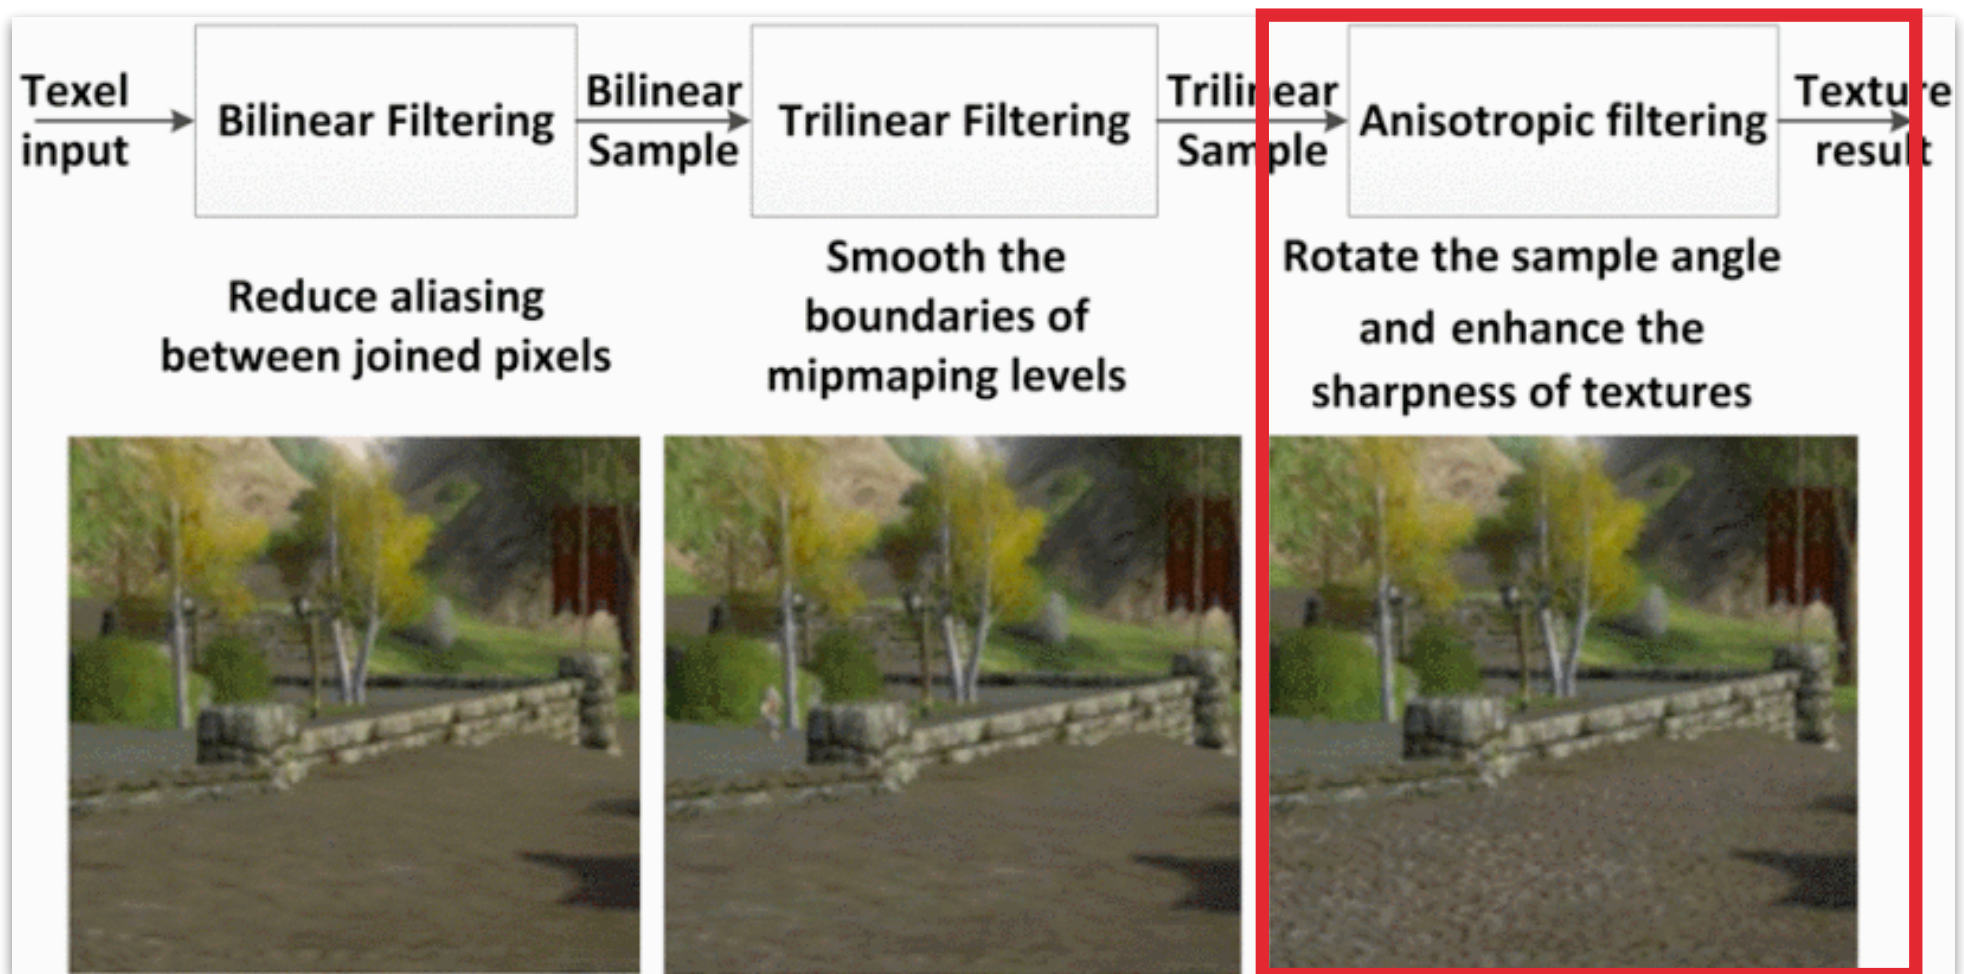 Texel
input
Bilinear Filtering
Bilinear
Sample
Trilinear Filtering
Trilinear
Sample
Anisotropic filtering
Texture
result
Reduce aliasing
between joined pixels
Smooth the
boundaries of
mipmaping levels
Rotate the sample angle
and enhance the
sharpness of textures